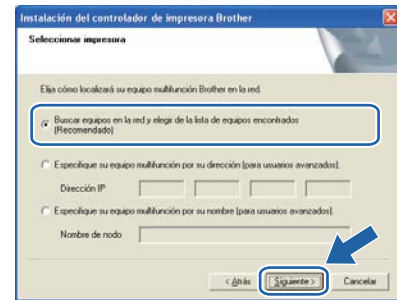 Instalación del controlador de impresora Brother
Seleccionar impresora
Elija cómo localizará su equipo multifunción Brother en la red.
Buscar equipos en la red y elegir de la lista de equipos encontrados
(Recomendado)
Especifique su equipo multifunción por su dirección (para usuarios avanzados).
Dirección IP
Especifique su equipo multifunción por su nombre (para usuarios avanzados).
Nombre de nodo
< Atrás
Siguiente >
Cancelar